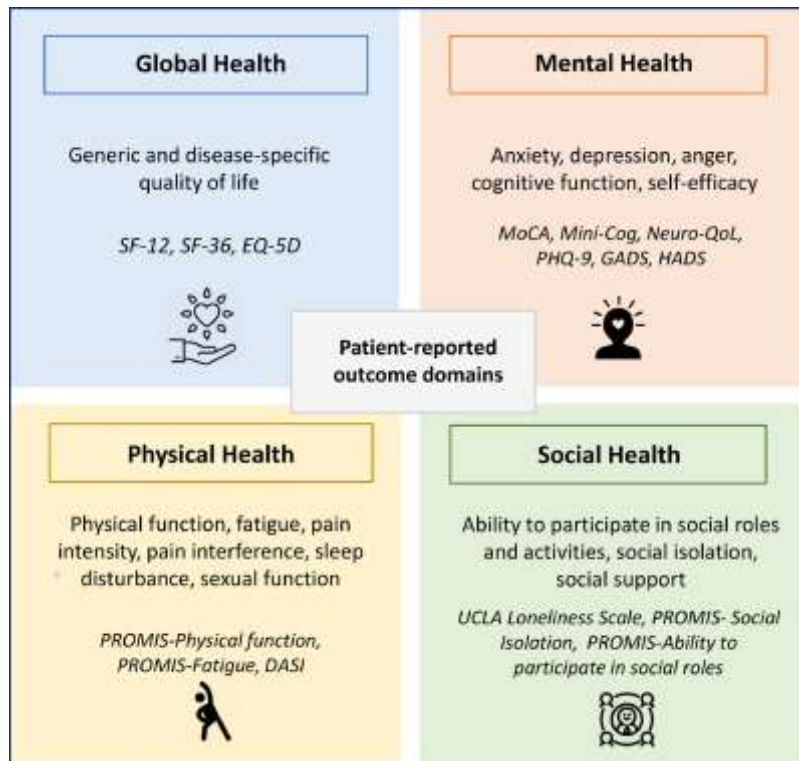 Global Health
Generic and disease-specific
quality of life
SF-12, SF-36, EQ-5D
Mental Health
Anxiety, depression, anger,
cognitive function, self-efficacy
MoCA, Mini-Cog, Neuro-QoL,
PHQ-9, GADS, HADS
Patient-reported
outcome domains
Physical Health
Physical function, fatigue, pain
intensity, pain interference, sleep
disturbance, sexual function
PROMIS-Physical function,
PROMIS-Fatigue, DASI
Social Health
Ability to participate in social roles
and activities, social isolation,
social support
UCLA Loneliness Scale, PROMIS- Social
Isolation, PROMIS-Ability to
participate in social roles